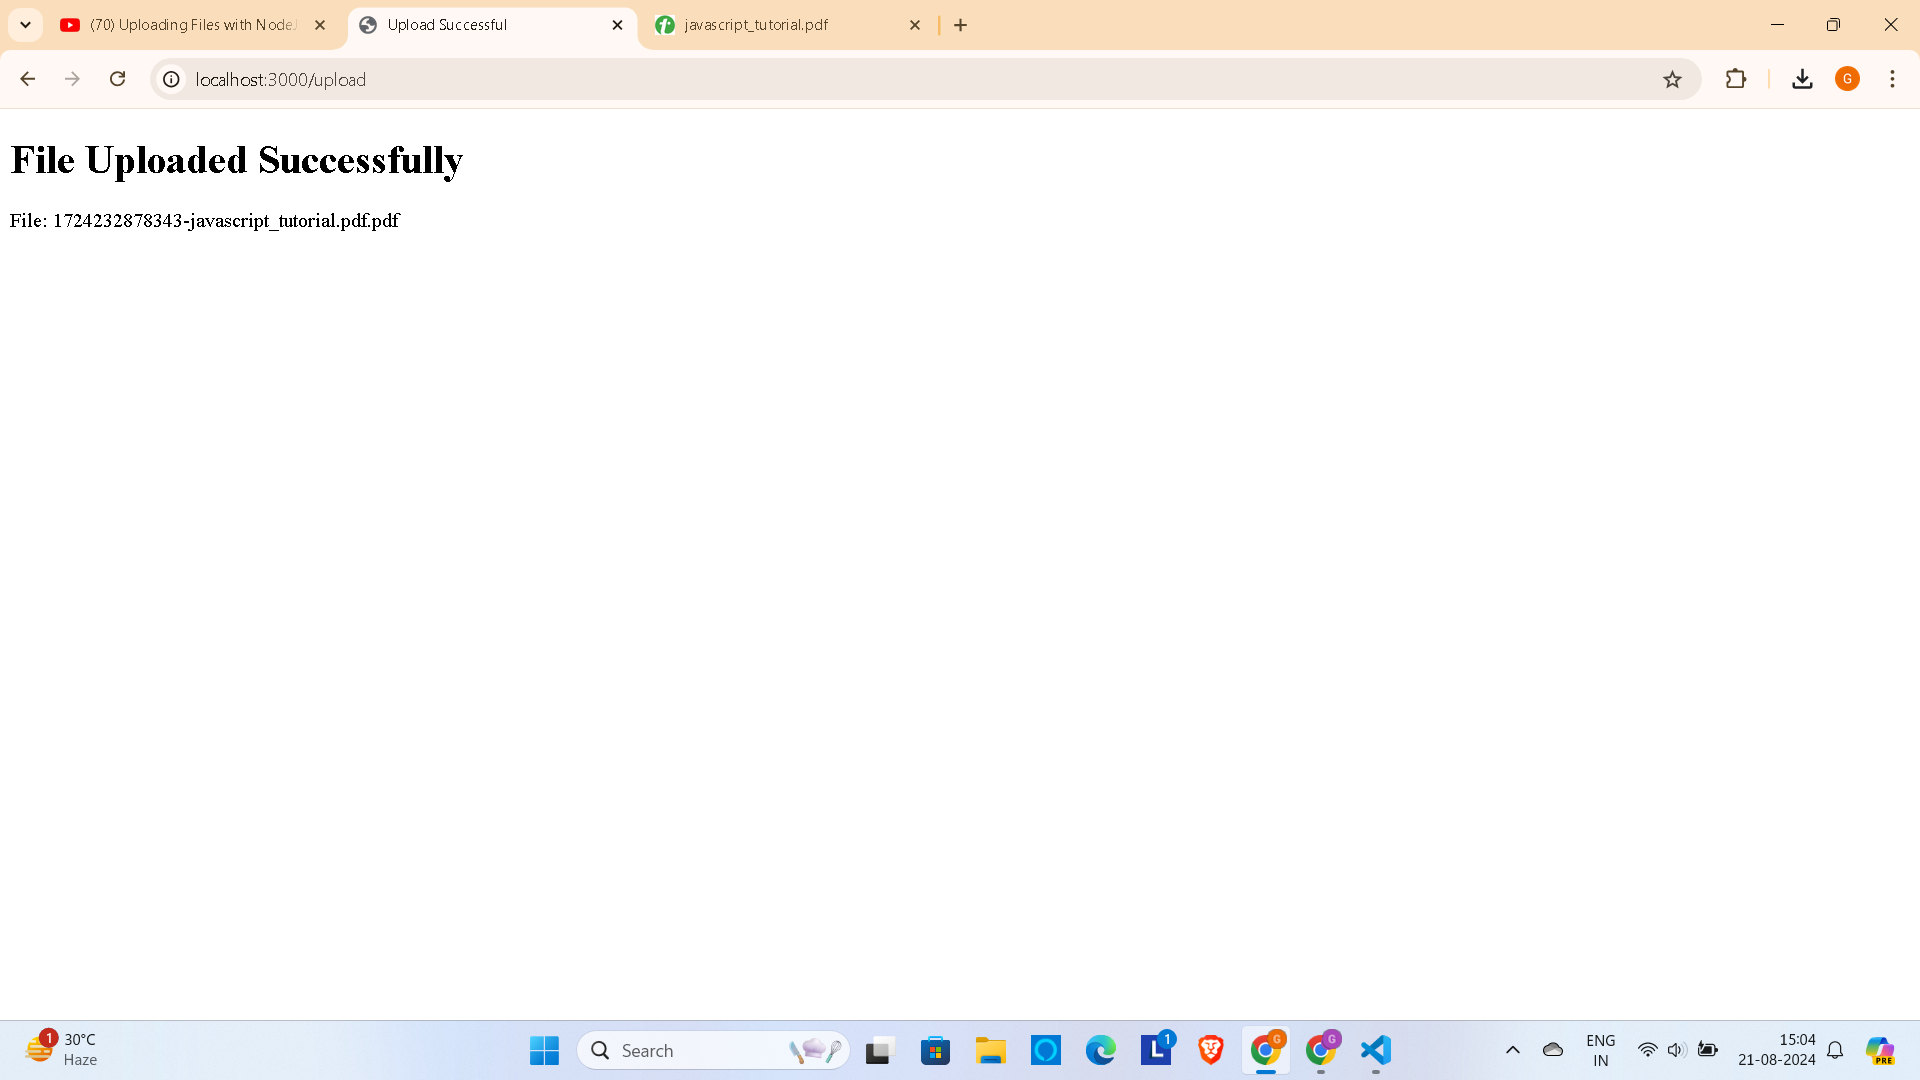 (70) Uploading Files with NodeJ
Upload Successful
javascript_tutorial.pdf
localhost:3000/upload
G
File Uploaded Successfully
File: 1724232878343-javascript_tutorial.pdf.pdf
1
30°C
Haze
Search
L
1
G
G
ENG
IN
15:04
21-08-2024
PRE